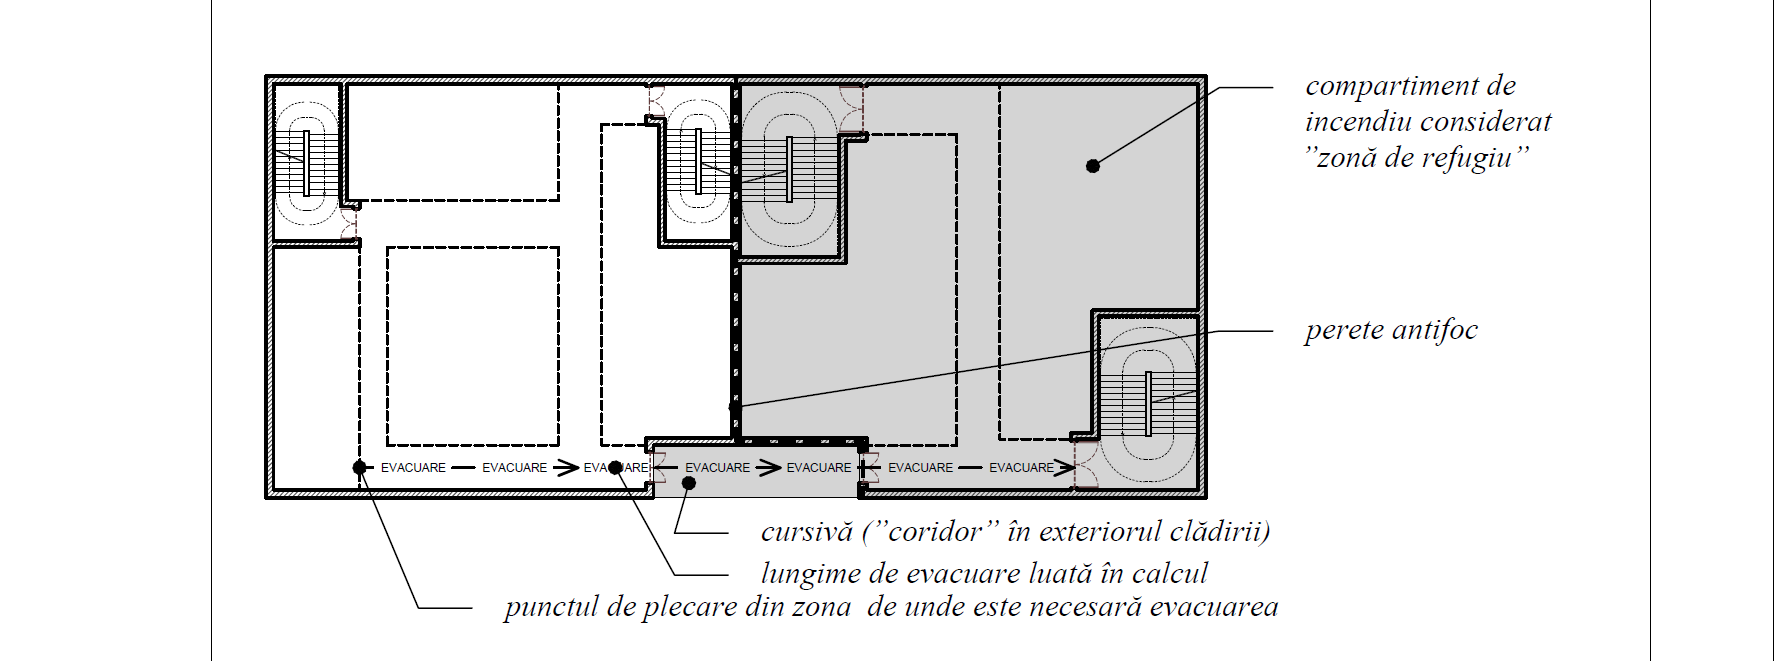 compartiment de
incendiu considerat
”zonă de refugiu”
perete antifoc
EVACUARE EVACUARE EVACUARE EVACUARE EVACUARE EVACUARE EVACUARE
cursivă (”coridor” în exteriorul clădirii)
lungime de evacuare luată în calcul
punctul de plecare din zona de unde este necesară evacuarea